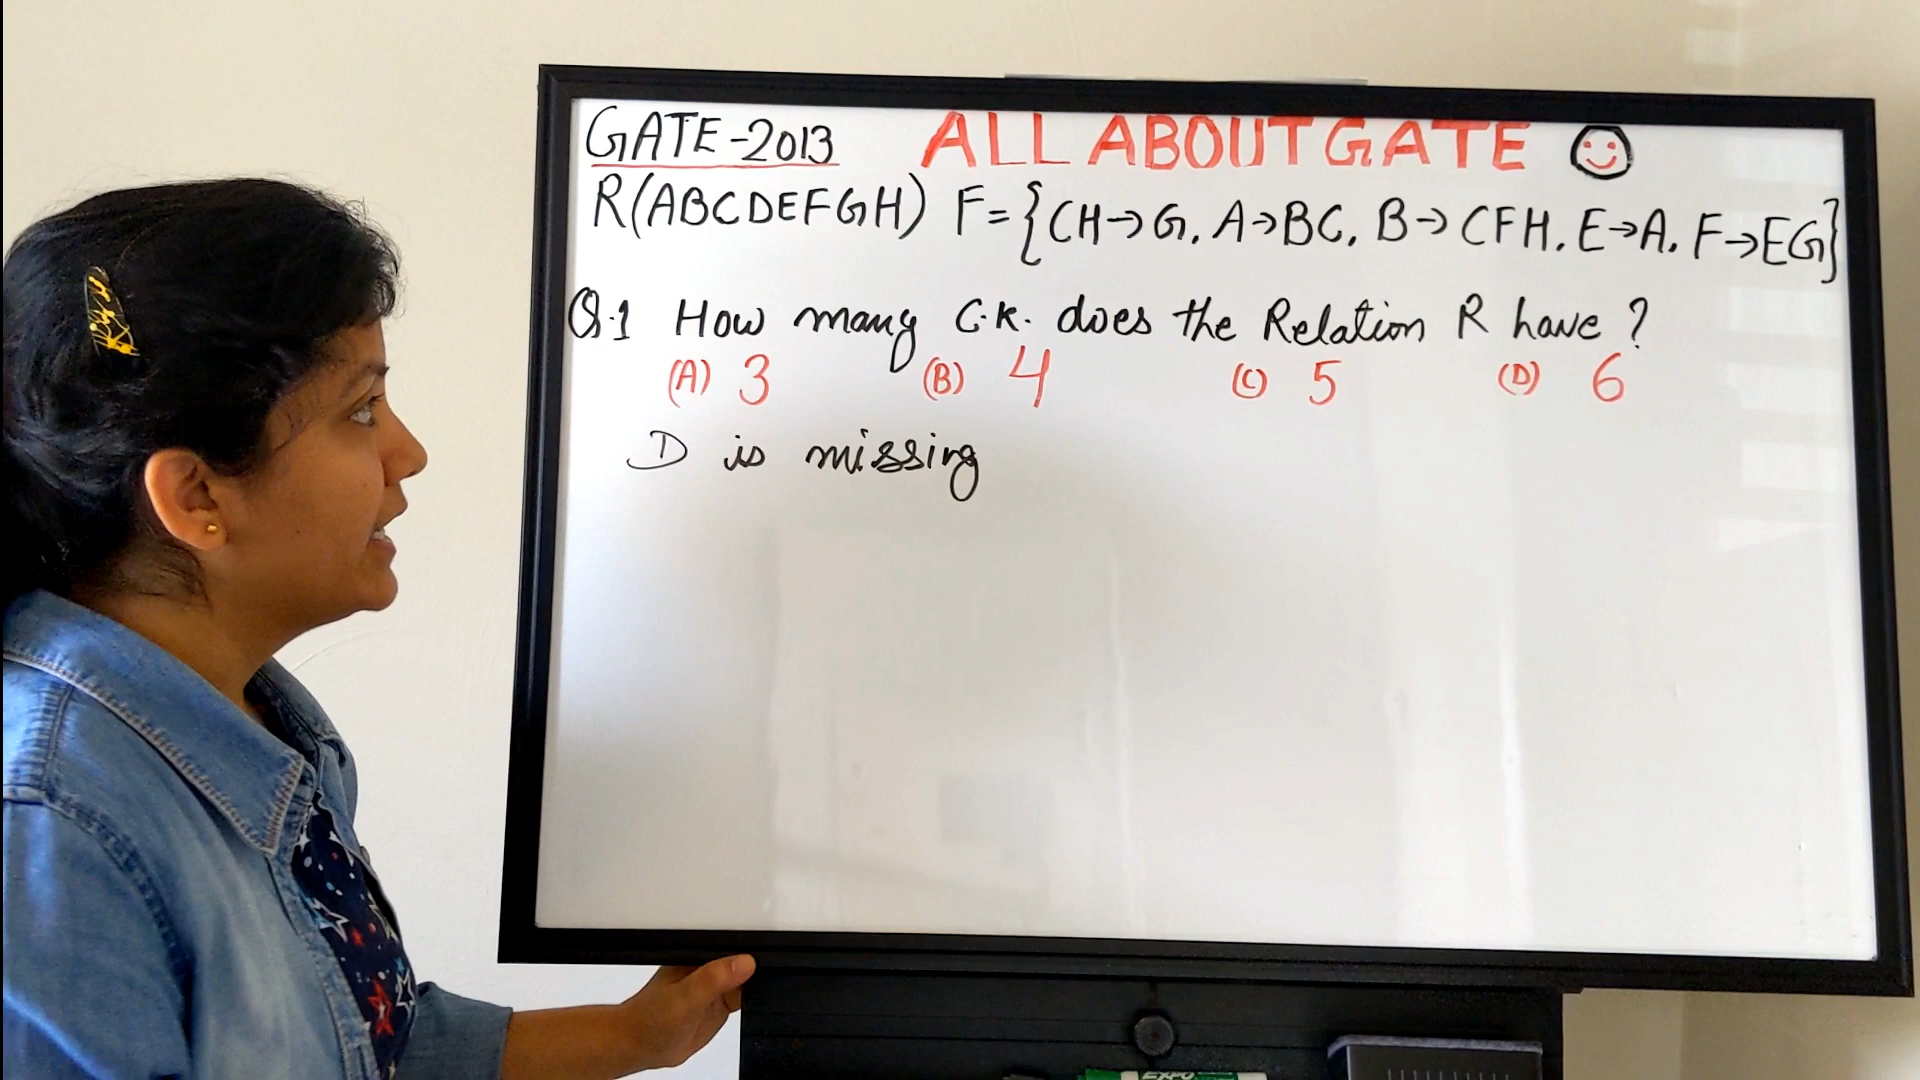 GATE-2013 ALL ABOUT GATE
R(ABCDEFGH) F={CH→G, A→BC, B→CFH, E→A, F→EG}
Q.1 How many C.K. does the Relation R have?
(A) 3 (B) 4 (C) 5 (D) 6
D is missing
EXPO